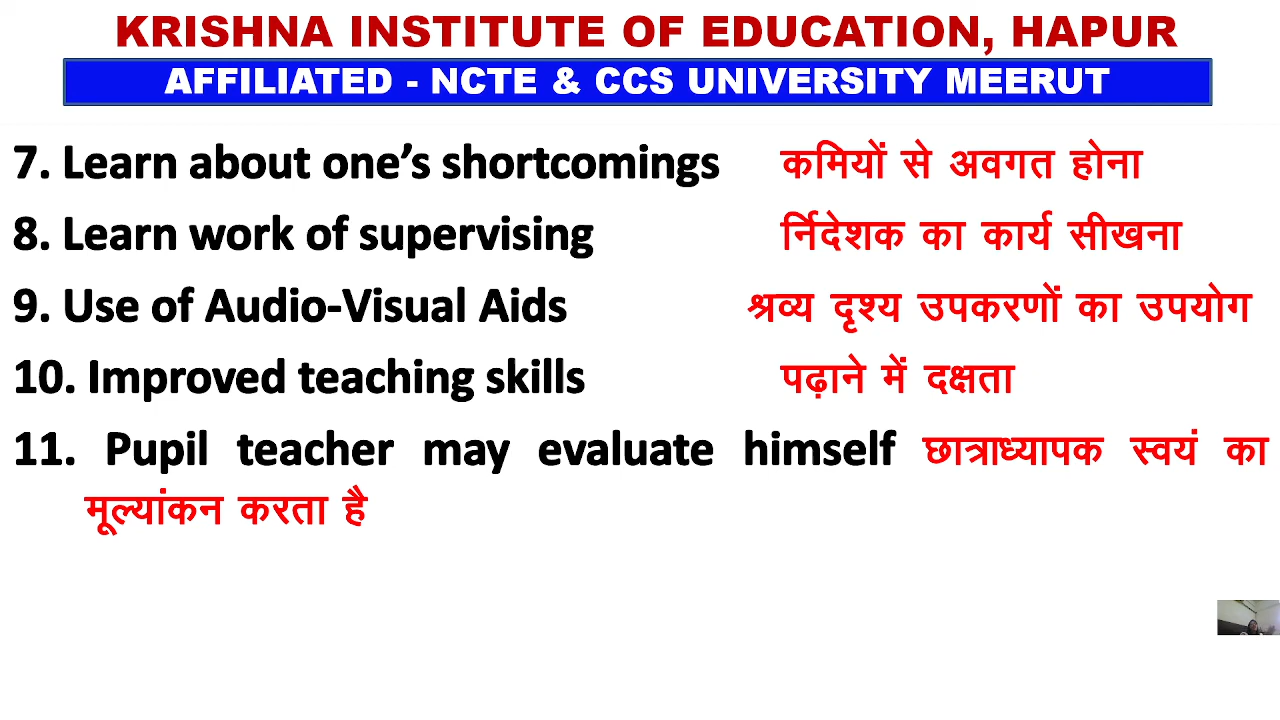 KRISHNA INSTITUTE OF EDUCATION, HAPUR
AFFILIATED - NCTE & CCS UNIVERSITY MEERUT
7. Learn about one's shortcomings कमियों से अवगत होना
8. Learn work of supervising र्निदेशक का कार्य सीखना
9. Use of Audio-Visual Aids श्रव्य दृश्य उपकरणों का उपयोग
10. Improved teaching skills पढ़ाने में दक्षता
11. Pupil teacher may evaluate himself छात्राध्यापक स्वयं का
मूल्यांकन करता है